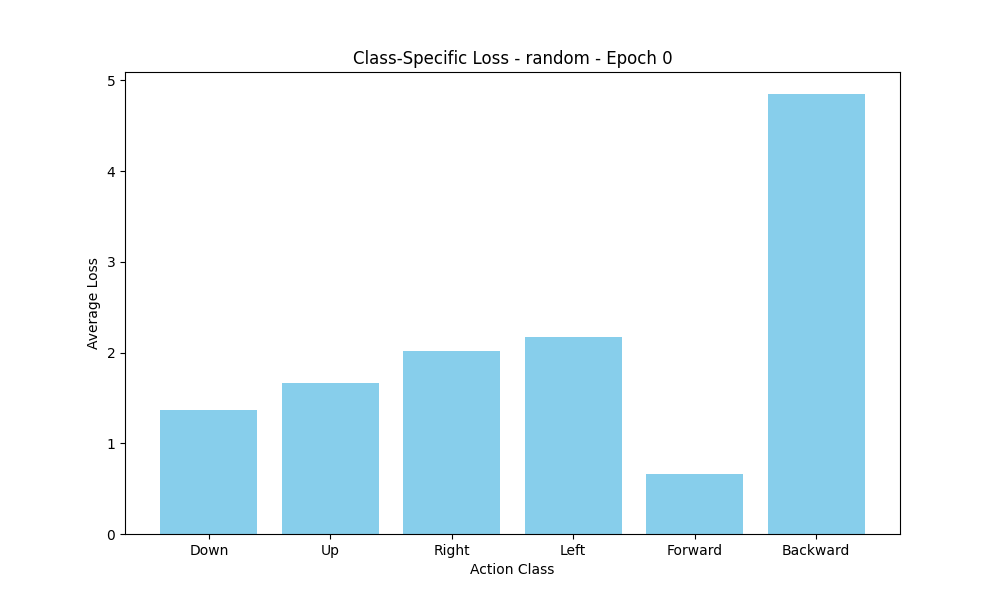 Class-Specific Loss - random - Epoch 0
5
4
3
2
1
0
Average Loss
Down Up Right Left Forward Backward
Action Class